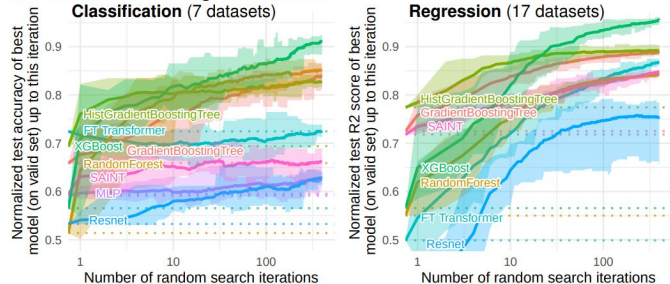 Classification (7 datasets)
Normalized test accuracy of best
model (on valid set) up to this iteration
0.9
0.8
0.7
0.6
0.5
HistGradientBoostingTree
FT Transformer
XGBoost
GradientBoostingTree
RandomForest
SAINT
MLP
Resnet
1
10
100
Number of random search iterations
Regression (17 datasets)
Normalized test R2 score of best
model (on valid set) up to this iteration
0.9
0.8
0.7
0.6
0.5
HistGradientBoostingTree
GradientBoostingTree
SAINT
XGBoost
RandomForest
FT Transformer
Resnet
1
10
100
Number of random search iterations